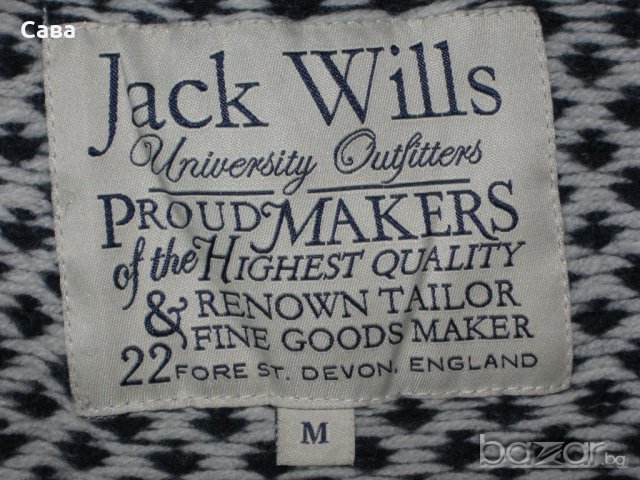 Сава
Jack Wills
University Outfitters
PROUD MAKERS
of the HIGHEST QUALITY
& RENOWN TAILOR
FINE GOODS MAKER
22 FORE ST. DEVON, ENGLAND
M
bazar.bg